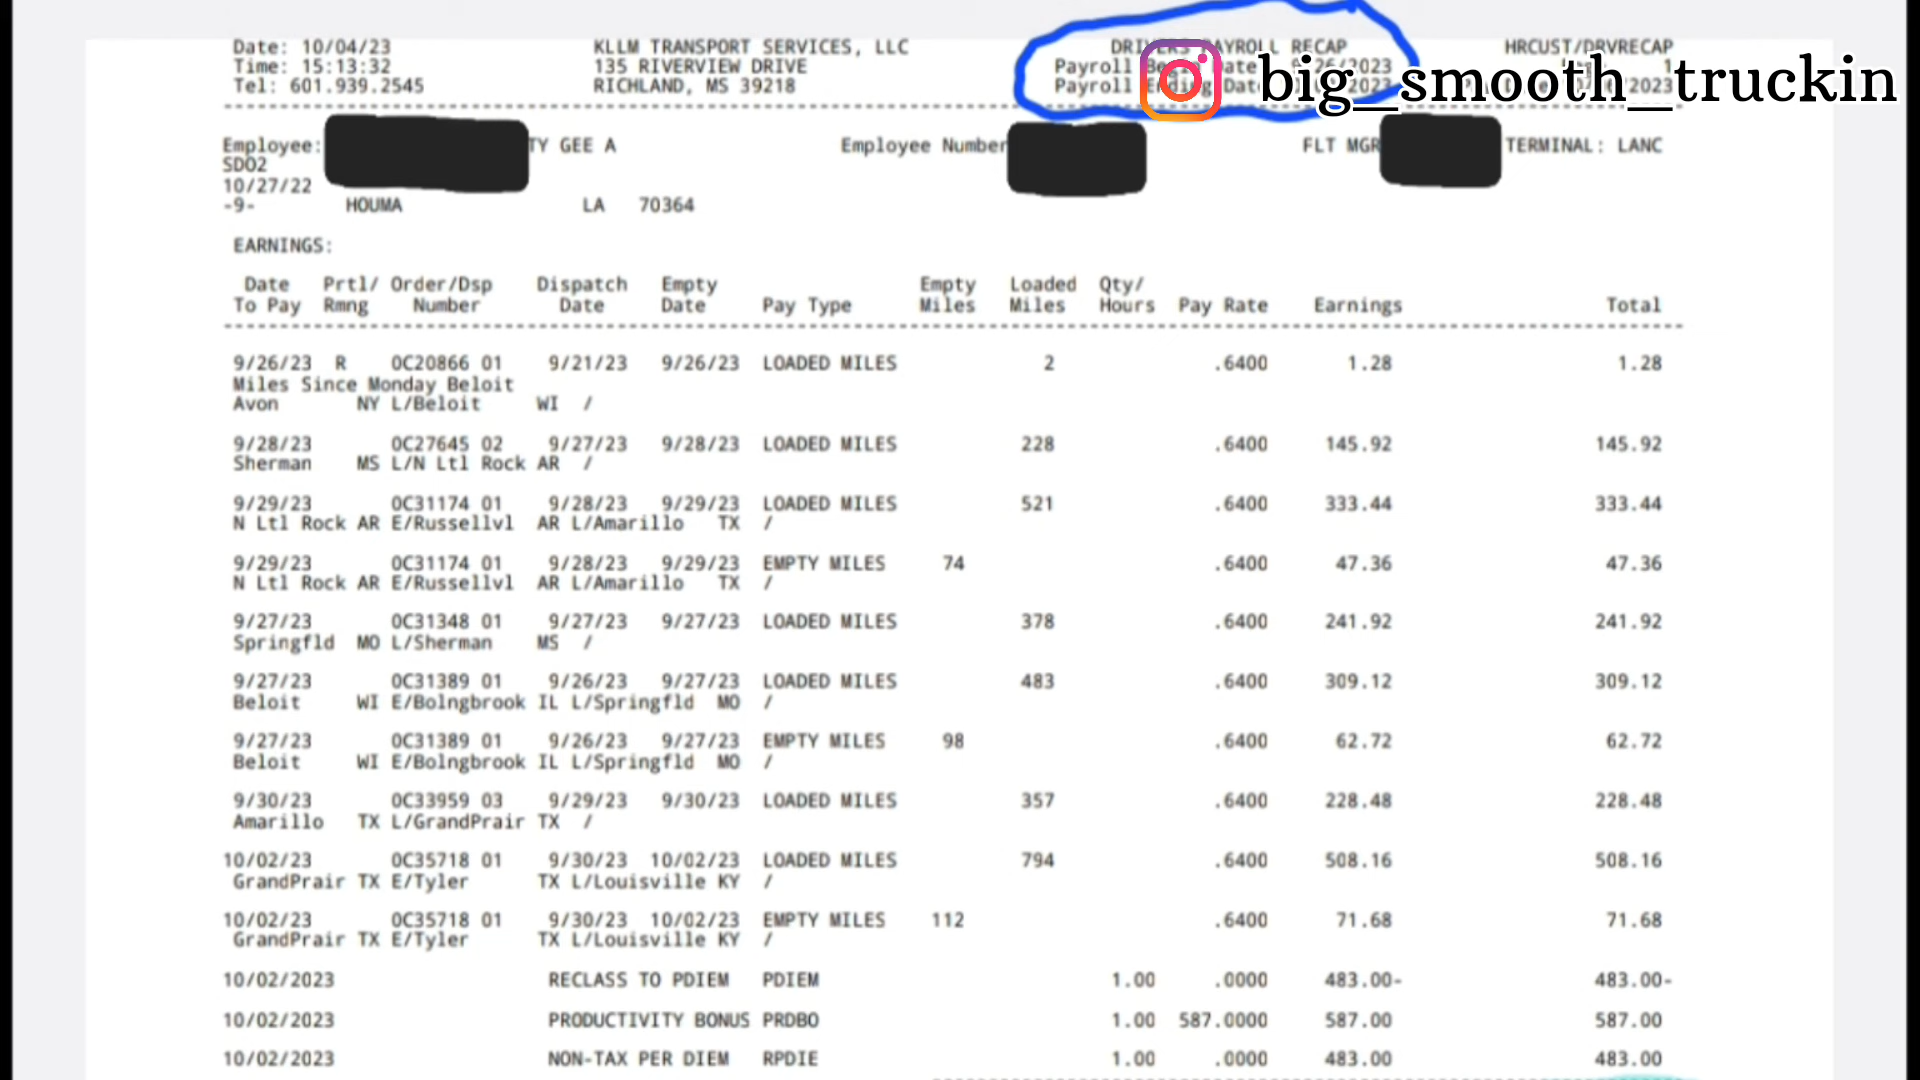 Date: 10/04/23 KLLM TRANSPORT SERVICES, LLC DRIVERS PAYROLL RECAP HRCUST/DRVRECAP
Time: 15:13:32 135 RIVERVIEW DRIVE Payroll Begin Date 1
Tel: 601.939.2545 RICHLAND, MS 39218 Payroll Ending Date
big_smooth_truckin
Employee: TY GEE A Employee Number FLT MGR TERMINAL: LANC
SDO2
10/27/22
-9- HOUMA LA 70364
EARNINGS:
Date Prtl/ Order/Dsp Dispatch Empty Empty Loaded Qty/
To Pay Rmng Number Date Date Pay Type Miles Miles Hours Pay Rate Earnings Total
9/26/23 R 0C20866 01 9/21/23 9/26/23 LOADED MILES 2 .6400 1.28 1.28
Miles Since Monday Beloit
Avon NY L/Beloit WI /
9/28/23 0C27645 02 9/27/23 9/28/23 LOADED MILES 228 .6400 145.92 145.92
Sherman MS L/N Ltl Rock AR /
9/29/23 0C31174 01 9/28/23 9/29/23 LOADED MILES 521 .6400 333.44 333.44
N Ltl Rock AR E/Russellvl AR L/Amarillo TX /
9/29/23 0C31174 01 9/28/23 9/29/23 EMPTY MILES 74 .6400 47.36 47.36
N Ltl Rock AR E/Russellvl AR L/Amarillo TX /
9/27/23 0C31348 01 9/27/23 9/27/23 LOADED MILES 378 .6400 241.92 241.92
Springfld MO L/Sherman MS /
9/27/23 0C31389 01 9/26/23 9/27/23 LOADED MILES 483 .6400 309.12 309.12
Beloit WI E/Bolngbrook IL L/Springfld MO /
9/27/23 0C31389 01 9/26/23 9/27/23 EMPTY MILES 98 .6400 62.72 62.72
Beloit WI E/Bolngbrook IL L/Springfld MO /
9/30/23 0C33959 03 9/29/23 9/30/23 LOADED MILES 357 .6400 228.48 228.48
Amarillo TX L/GrandPrair TX /
10/02/23 0C35718 01 9/30/23 10/02/23 LOADED MILES 794 .6400 508.16 508.16
GrandPrair TX E/Tyler TX L/Louisville KY /
10/02/23 0C35718 01 9/30/23 10/02/23 EMPTY MILES 112 .6400 71.68 71.68
GrandPrair TX E/Tyler TX L/Louisville KY /
10/02/2023 RECLASS TO PDIEM PDIEM 1.00 .0000 483.00- 483.00-
10/02/2023 PRODUCTIVITY BONUS PRDBO 1.00 587.0000 587.00 587.00
10/02/2023 NON-TAX PER DIEM RPDIE 1.00 .0000 483.00 483.00